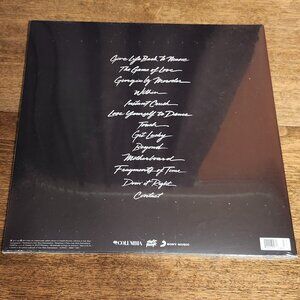 Give Life Back to Music
The Game of Love
Giorgio by Moroder
Within
Instant Crush
Lose Yourself to Dance
Touch
Get Lucky
Beyond
Motherboard
Fragments of Time
Doin' it Right
Contact
COLUMBIA
SONY MUSIC